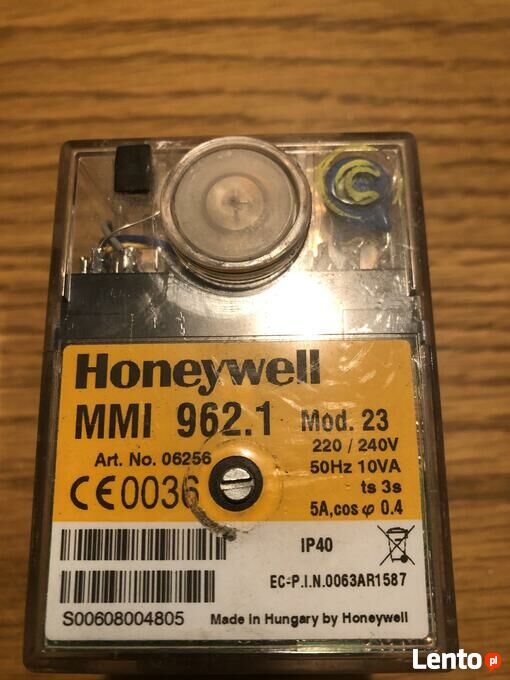 Honeywell
MMI 962.1 Mod. 23
Art. No. 06256
220 / 240V
50Hz 10VA
ts 3s
5A,cos φ 0.4
CE0036
IP40
EC-P.I.N.0063AR1587
S00608004805
Made in Hungary by Honeywell
Lento pl